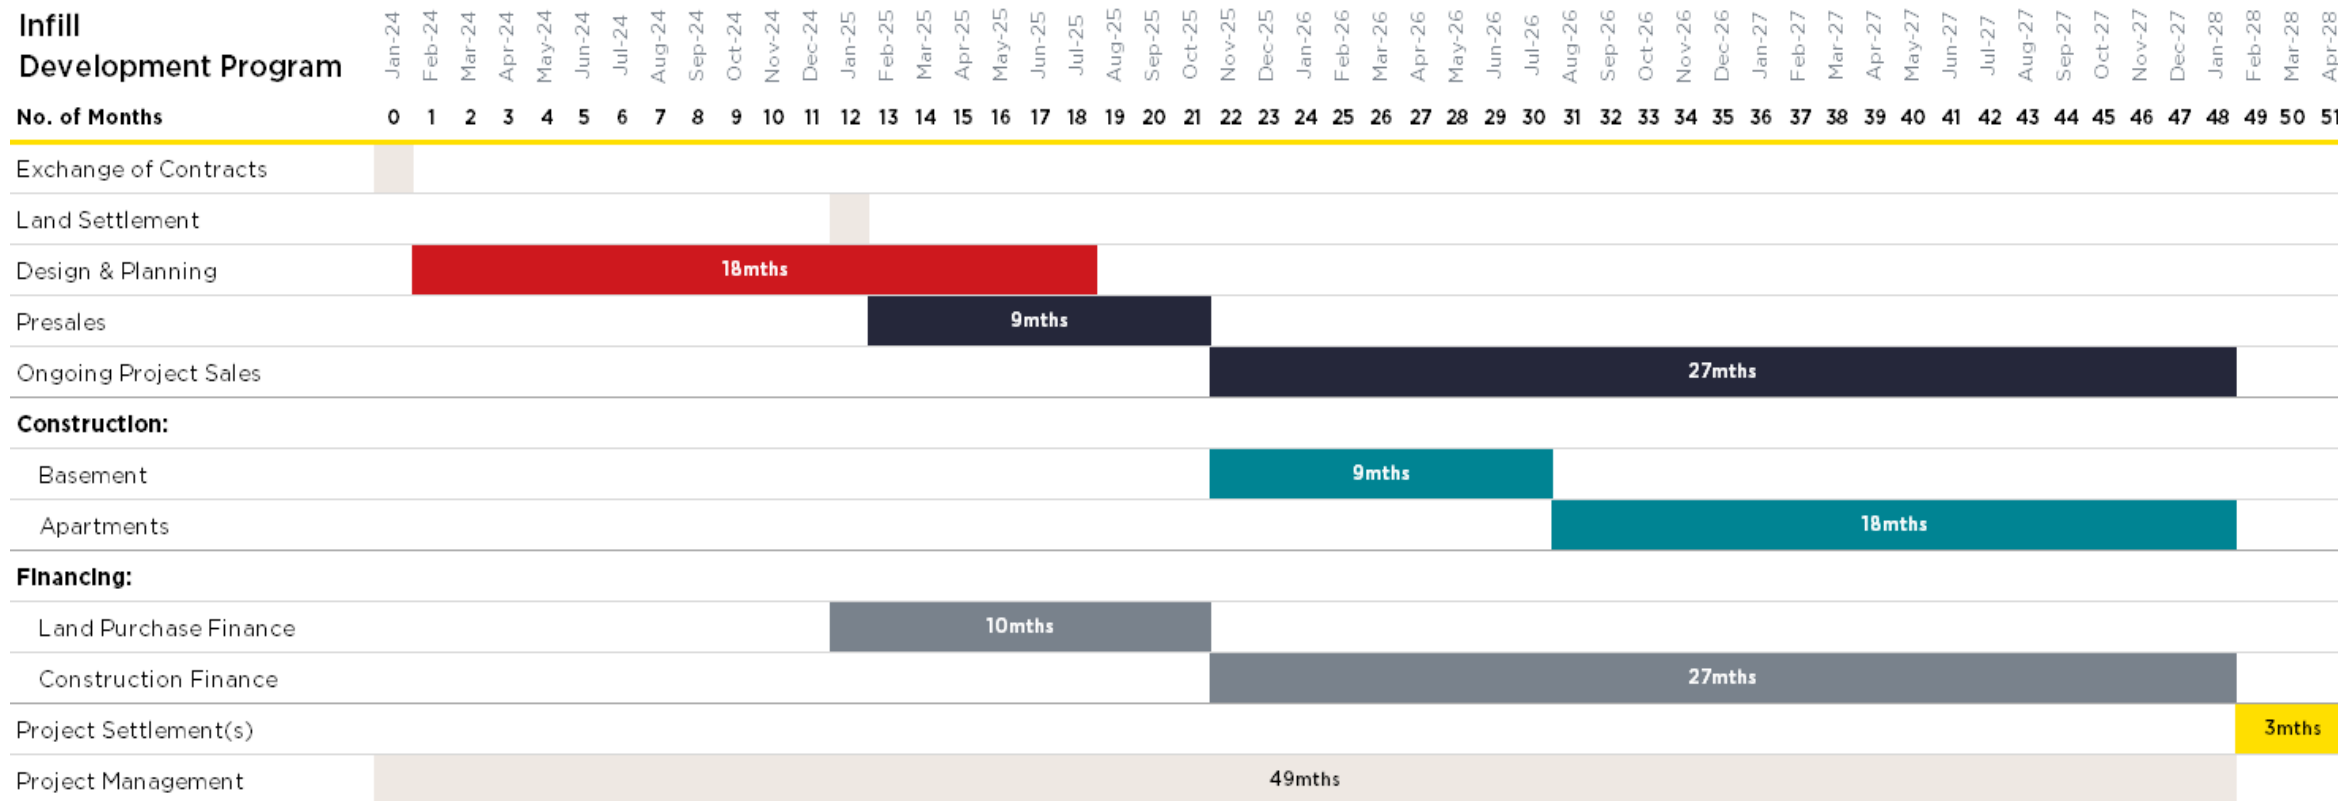 Infill
Development Program
Jan-24 Feb-24 Mar-24 Apr-24 May-24 Jun-24 Jul-24 Aug-24 Sep-24 Oct-24 Nov-24 Dec-24 Jan-25 Feb-25 Mar-25 Apr-25 May-25 Jun-25 Jul-25 Aug-25 Sep-25 Oct-25 Nov-25 Dec-25 Jan-26 Feb-26 Mar-26 Apr-26 May-26 Jun-26 Jul-26 Aug-26 Sep-26 Oct-26 Nov-26 Dec-26 Jan-27 Feb-27 Mar-27 Apr-27 May-27 Jun-27 Jul-27 Aug-27 Sep-27 Oct-27 Nov-27 Dec-27 Jan-28 Feb-28 Mar-28 Apr-28
No. of Months 0 1 2 3 4 5 6 7 8 9 10 11 12 13 14 15 16 17 18 19 20 21 22 23 24 25 26 27 28 29 30 31 32 33 34 35 36 37 38 39 40 41 42 43 44 45 46 47 48 49 50 51
Exchange of Contracts
Land Settlement
Design & Planning 18mths
Presales 9mths
Ongoing Project Sales 27mths
Construction:
Basement 9mths
Apartments 18mths
Financing:
Land Purchase Finance 10mths
Construction Finance 27mths
Project Settlement(s) 3mths
Project Management 49mths